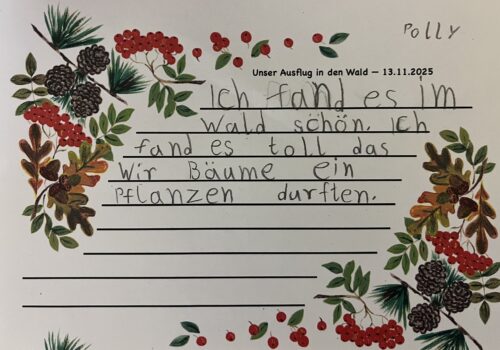 Polly
Unser Ausflug in den Wald – 13.11.2025
Ich fand es im
Wald schön. Ich
fand es toll das
Wir Bäume ein
Pflanzen durften.